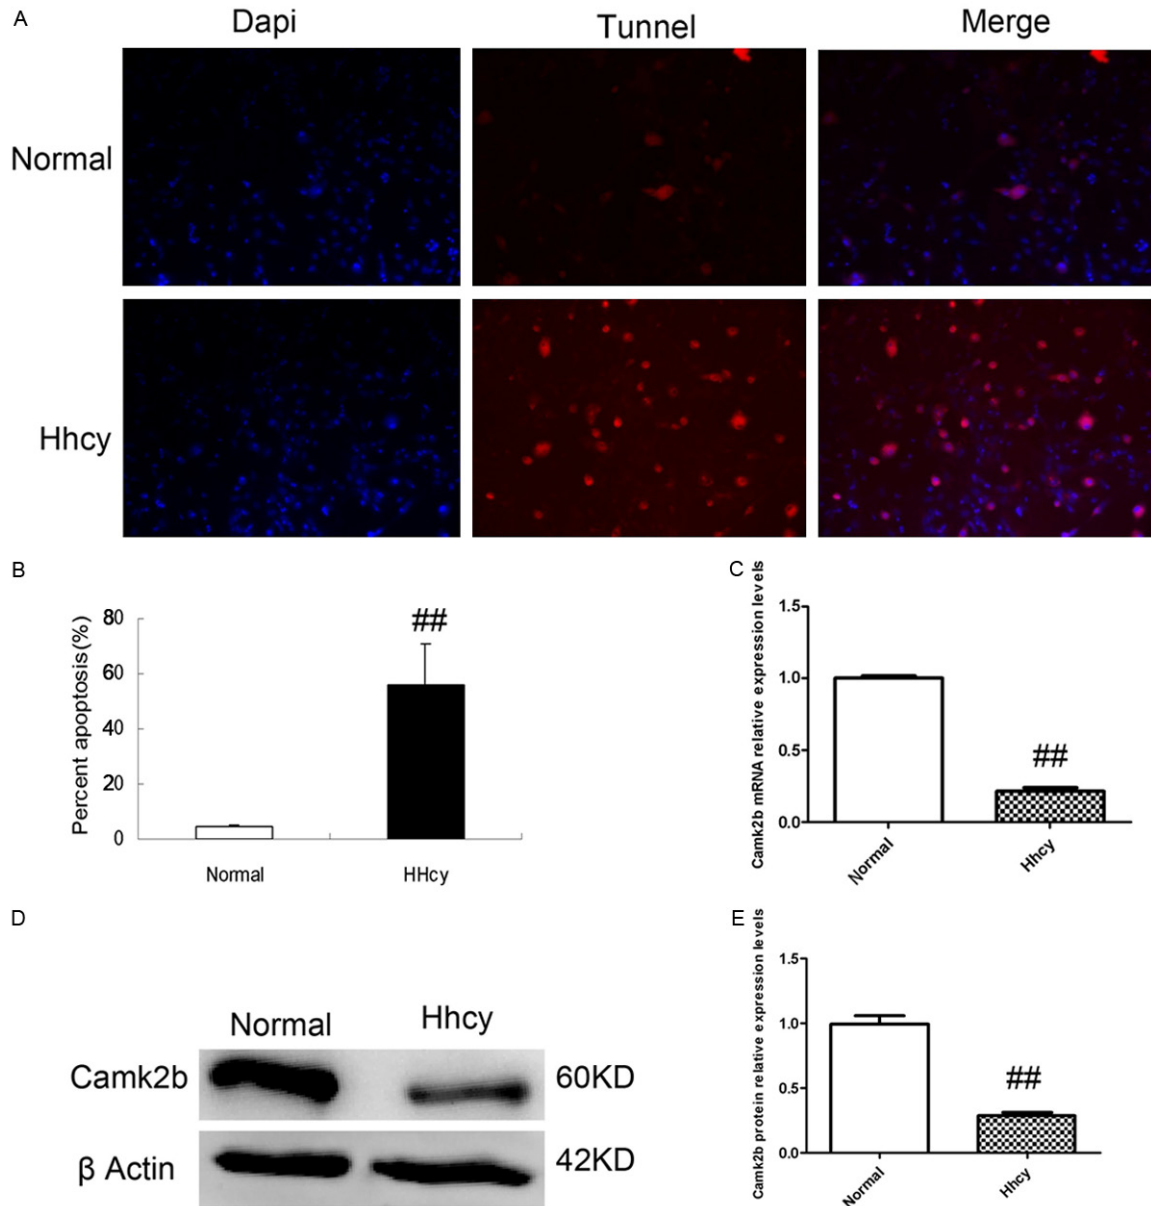 A
Dapi Tunnel Merge
Normal
Hhcy
B
Percent apoptosis(%)
80
60
40
20
0
##
Normal HHcy
C
Camk2b mRNA relative expression levels
1.5
1.0
0.5
0.0
##
Normal Hhcy
D
Normal Hhcy
Camk2b 60KD
β Actin 42KD
E
Camk2b protein relative expression levels
1.5
1.0
0.5
0.0
##
Normal Hhcy